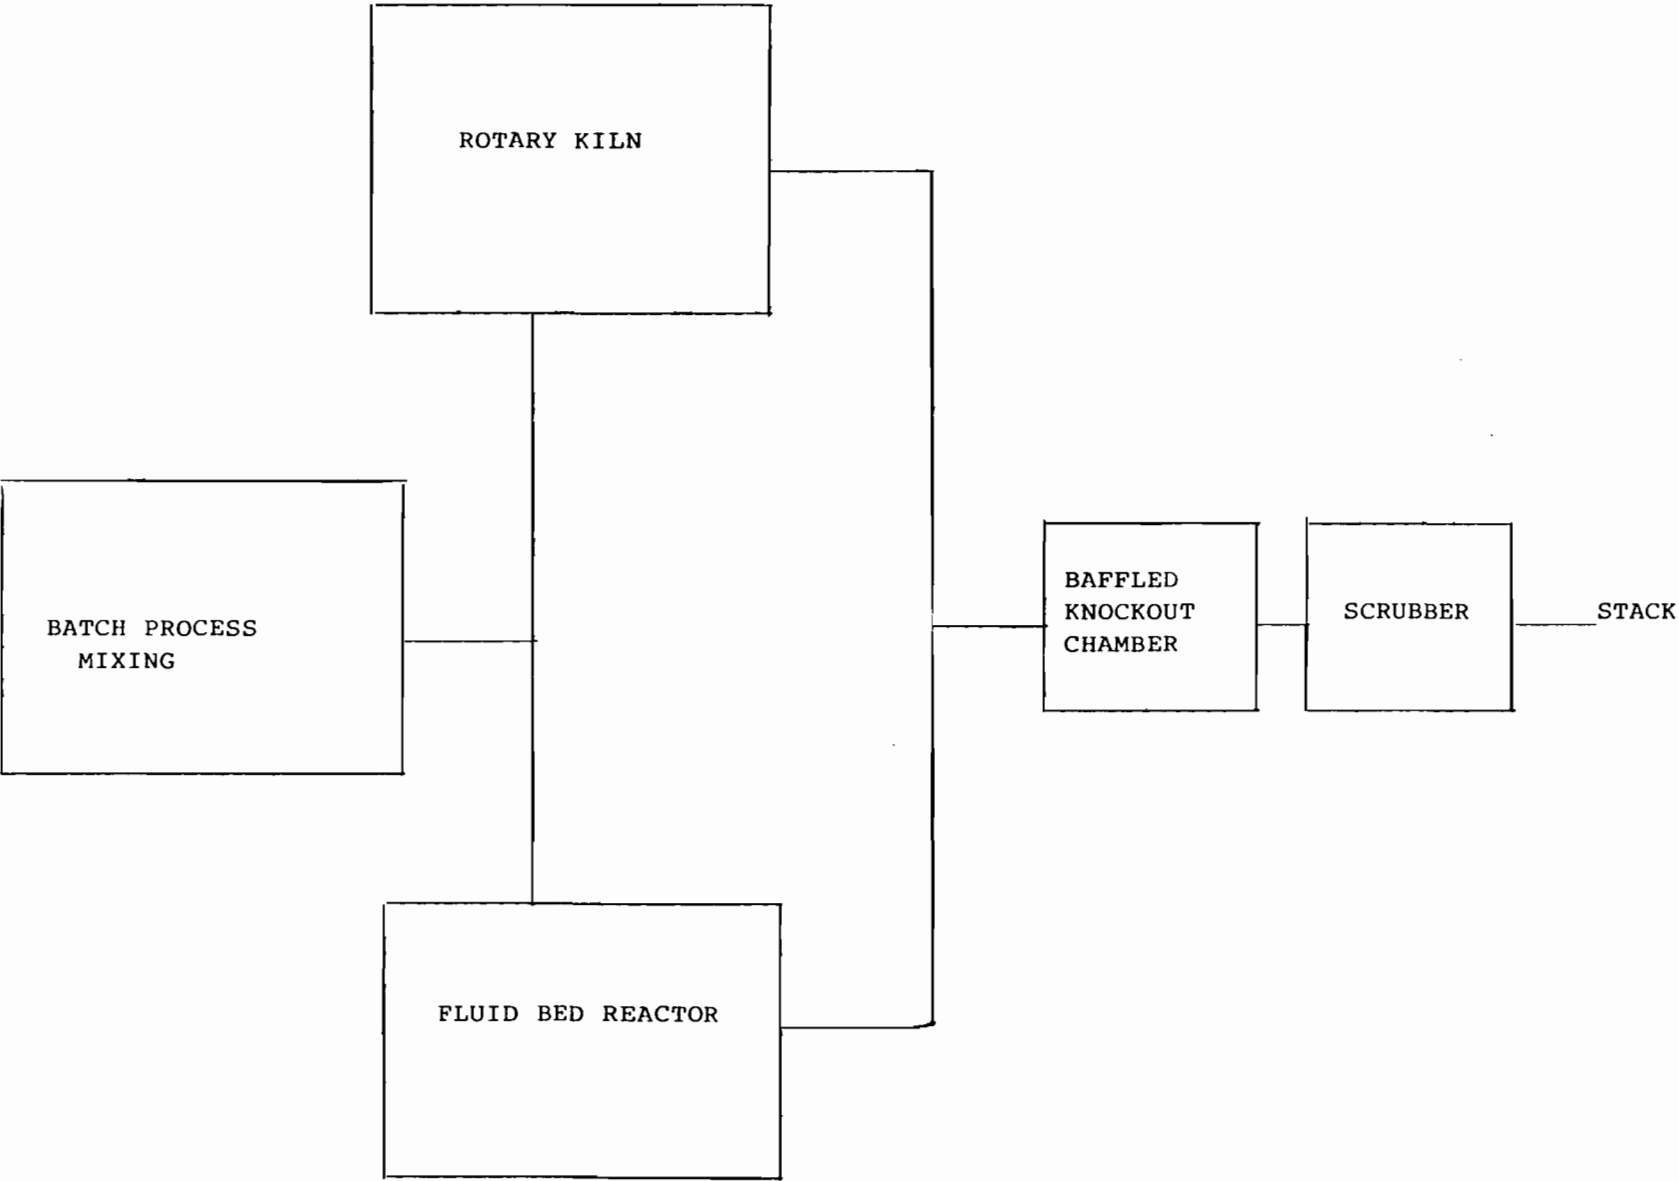 ROTARY KILN
BATCH PROCESS
MIXING
BAFFLED
KNOCKOUT
CHAMBER
SCRUBBER
STACK
FLUID BED REACTOR